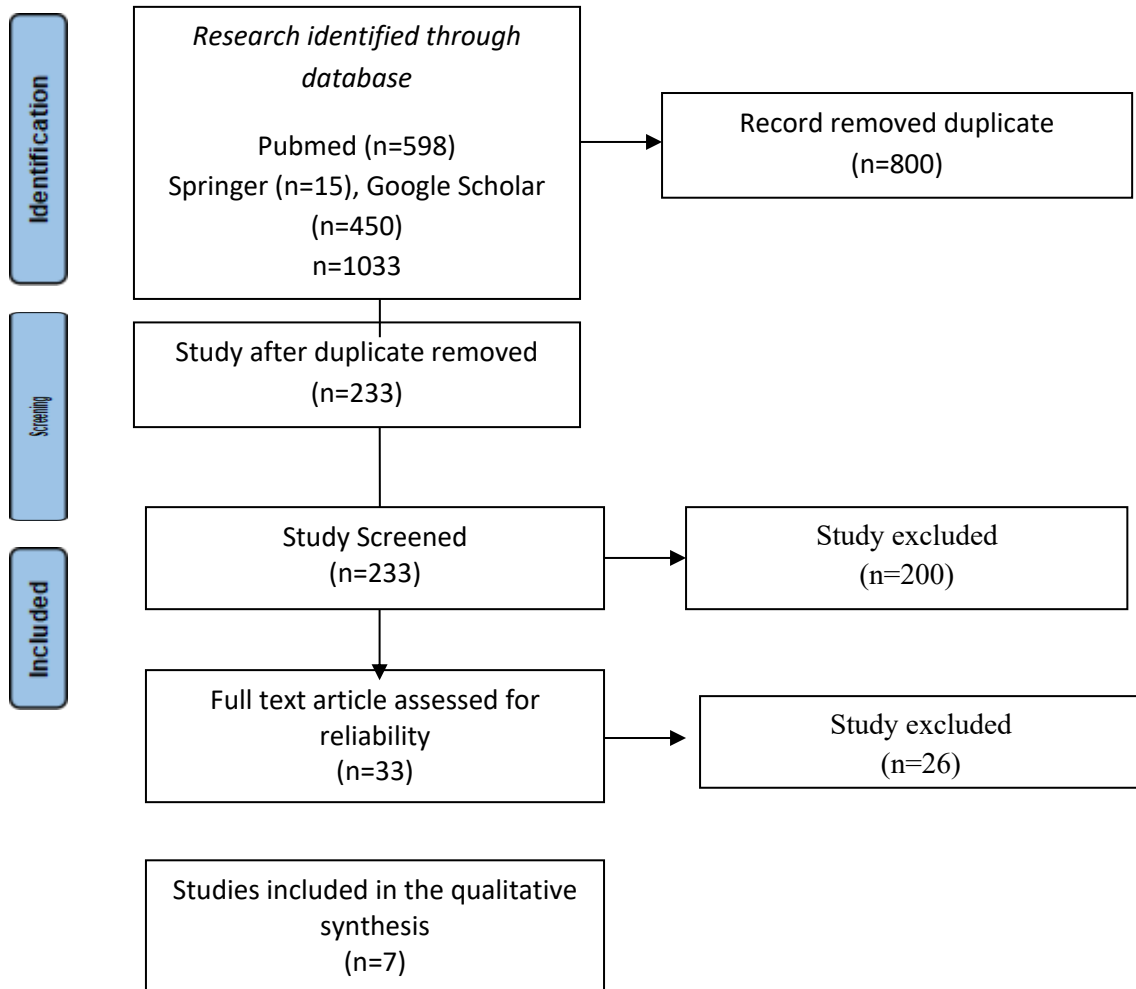 Identification
Research identified through
database
Pubmed (n=598)
Springer (n=15), Google Scholar
(n=450)
n=1033
Record removed duplicate
(n=800)
Screening
Study after duplicate removed
(n=233)
Study Screened
(n=233)
Study excluded
(n=200)
Included
Full text article assessed for
reliability
(n=33)
Study excluded
(n=26)
Studies included in the qualitative
synthesis
(n=7)